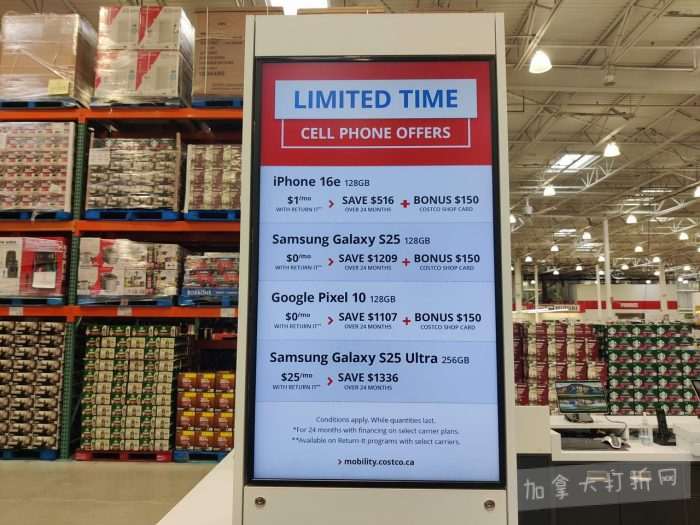 LIMITED TIME
CELL PHONE OFFERS
iPhone 16e 128GB
$1/mo > SAVE $516 + BONUS $150
WITH RETURN IT** OVER 24 MONTHS COSTCO SHOP CARD
Samsung Galaxy S25 128GB
$0/mo > SAVE $1209 + BONUS $150
WITH RETURN IT** OVER 24 MONTHS COSTCO SHOP CARD
Google Pixel 10 128GB
$0/mo > SAVE $1107 + BONUS $150
WITH RETURN IT** OVER 24 MONTHS COSTCO SHOP CARD
Samsung Galaxy S25 Ultra 256GB
$25/mo > SAVE $1336
WITH RETURN IT** OVER 24 MONTHS
Conditions apply. While quantities last.
*For 24 months with financing on select carrier plans.
**Available on Return-It programs with select carriers.
> mobility.costco.ca
加拿大打折网